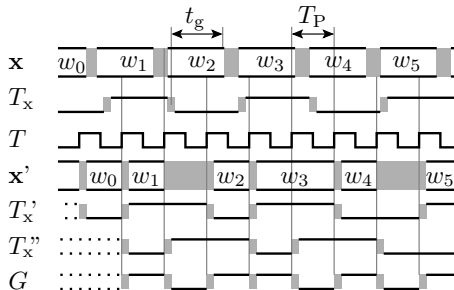 t_g T_P
x w_0 w_1 w_2 w_3 w_4 w_5
T_x
T
x' w_0 w_1 w_2 w_3 w_4 w_5
T_x'
T_x"
G